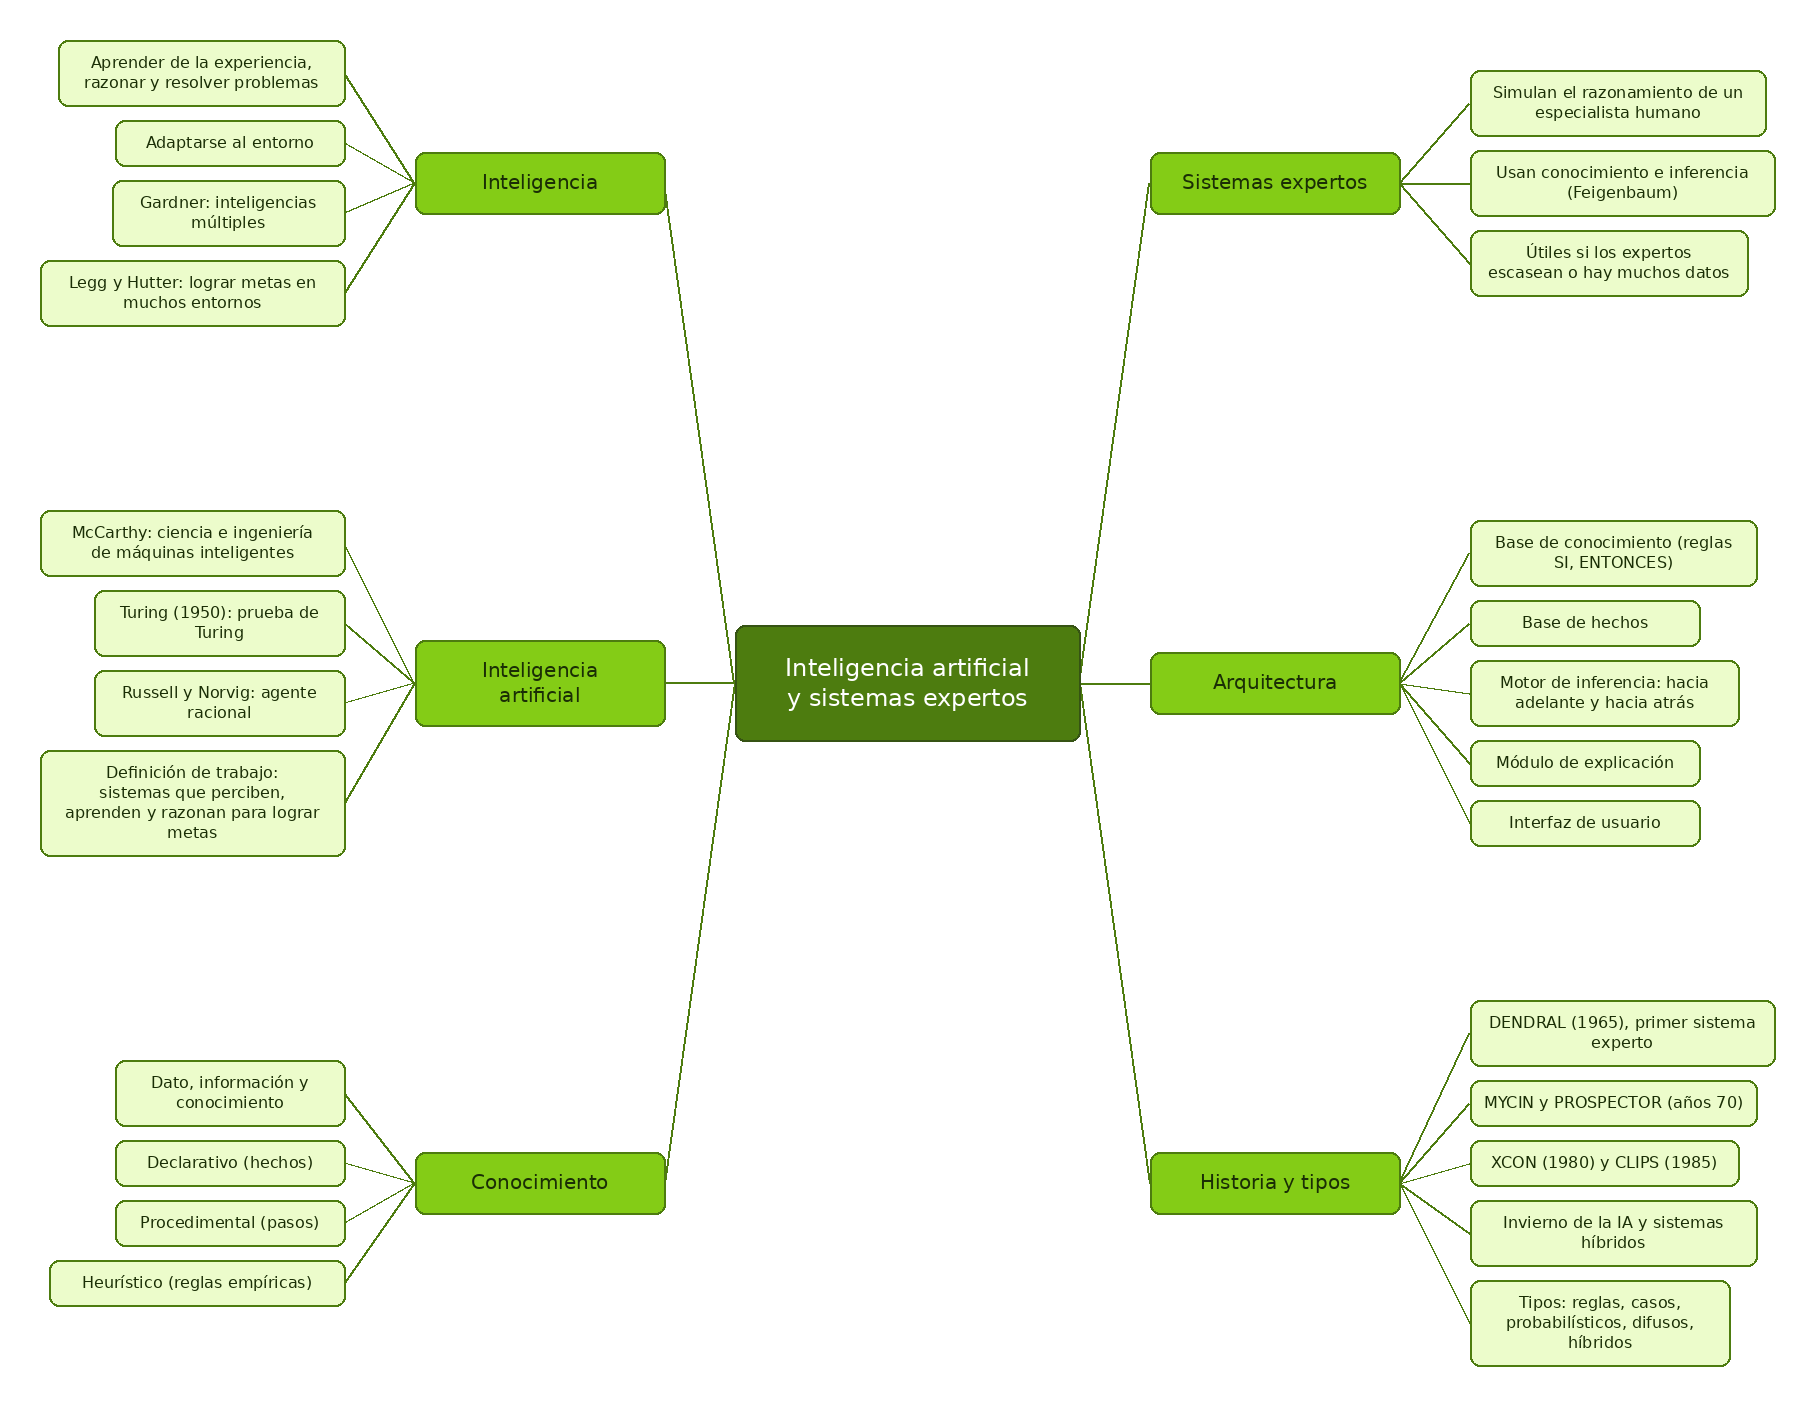 Inteligencia artificial
y sistemas expertos
Inteligencia
Aprender de la experiencia,
razonar y resolver problemas
Adaptarse al entorno
Gardner: inteligencias
múltiples
Legg y Hutter: lograr metas en
muchos entornos
Inteligencia
artificial
McCarthy: ciencia e ingeniería
de máquinas inteligentes
Turing (1950): prueba de
Turing
Russell y Norvig: agente
racional
Definición de trabajo:
sistemas que perciben,
aprenden y razonan para lograr
metas
Conocimiento
Dato, información y
conocimiento
Declarativo (hechos)
Procedimental (pasos)
Heurístico (reglas empíricas)
Sistemas expertos
Simulan el razonamiento de un
especialista humano
Usan conocimiento e inferencia
(Feigenbaum)
Útiles si los expertos
escasean o hay muchos datos
Arquitectura
Base de conocimiento (reglas
SI, ENTONCES)
Base de hechos
Motor de inferencia: hacia
adelante y hacia atrás
Módulo de explicación
Interfaz de usuario
Historia y tipos
DENDRAL (1965), primer sistema
experto
MYCIN y PROSPECTOR (años 70)
XCON (1980) y CLIPS (1985)
Invierno de la IA y sistemas
híbridos
Tipos: reglas, casos,
probabilísticos, difusos,
híbridos